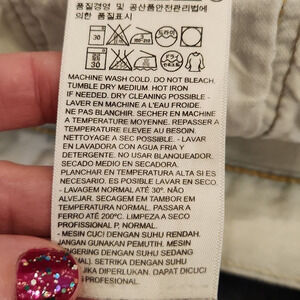 품질경영 및 공산품안전관리법에
의한 품질표시
30
30
MACHINE WASH COLD. DO NOT BLEACH.
TUMBLE DRY MEDIUM. HOT IRON
IF NEEDED. DRY CLEANING POSSIBLE -
LAVER EN MACHINE A L'EAU FROIDE.
NE PAS BLANCHIR. SECHER EN MACHINE
A TEMPERATURE MOYENNE. REPASSER A
TEMPERATURE ELEVEE AU BESOIN.
NETTOYAGE A SEC POSSIBLE. - LAVAR
EN LAVADORA CON AGUA FRIA Y
DETERGENTE. NO USAR BLANQUEADOR.
SECADO MEDIO EN SECADORA.
PLANCHAR EN TEMPERATURA ALTA SI ES
NECESARIO. ES POSIBLE LAVAR EN SECO.
- LAVAGEM NORMAL ATÉ 30°. NÃO
ALVEJAR. SECAGEM EM TAMBOR EM
TEMPERATURA NORMAL. PASSAR A
FERRO ATÉ 200°C. LIMPEZA A SECO
PROFISSIONAL P, NORMAL.
- MESIN CUCI DENGAN SUHU RENDAH.
JANGAN GUNAKAN PEMUTIH. MESIN
DENGAN SUHU SEDANG
SETRIKA DENGAN SUHU
JIKA DIPERLUKAN. DAPAT DICUCI
PROFESIONAL.